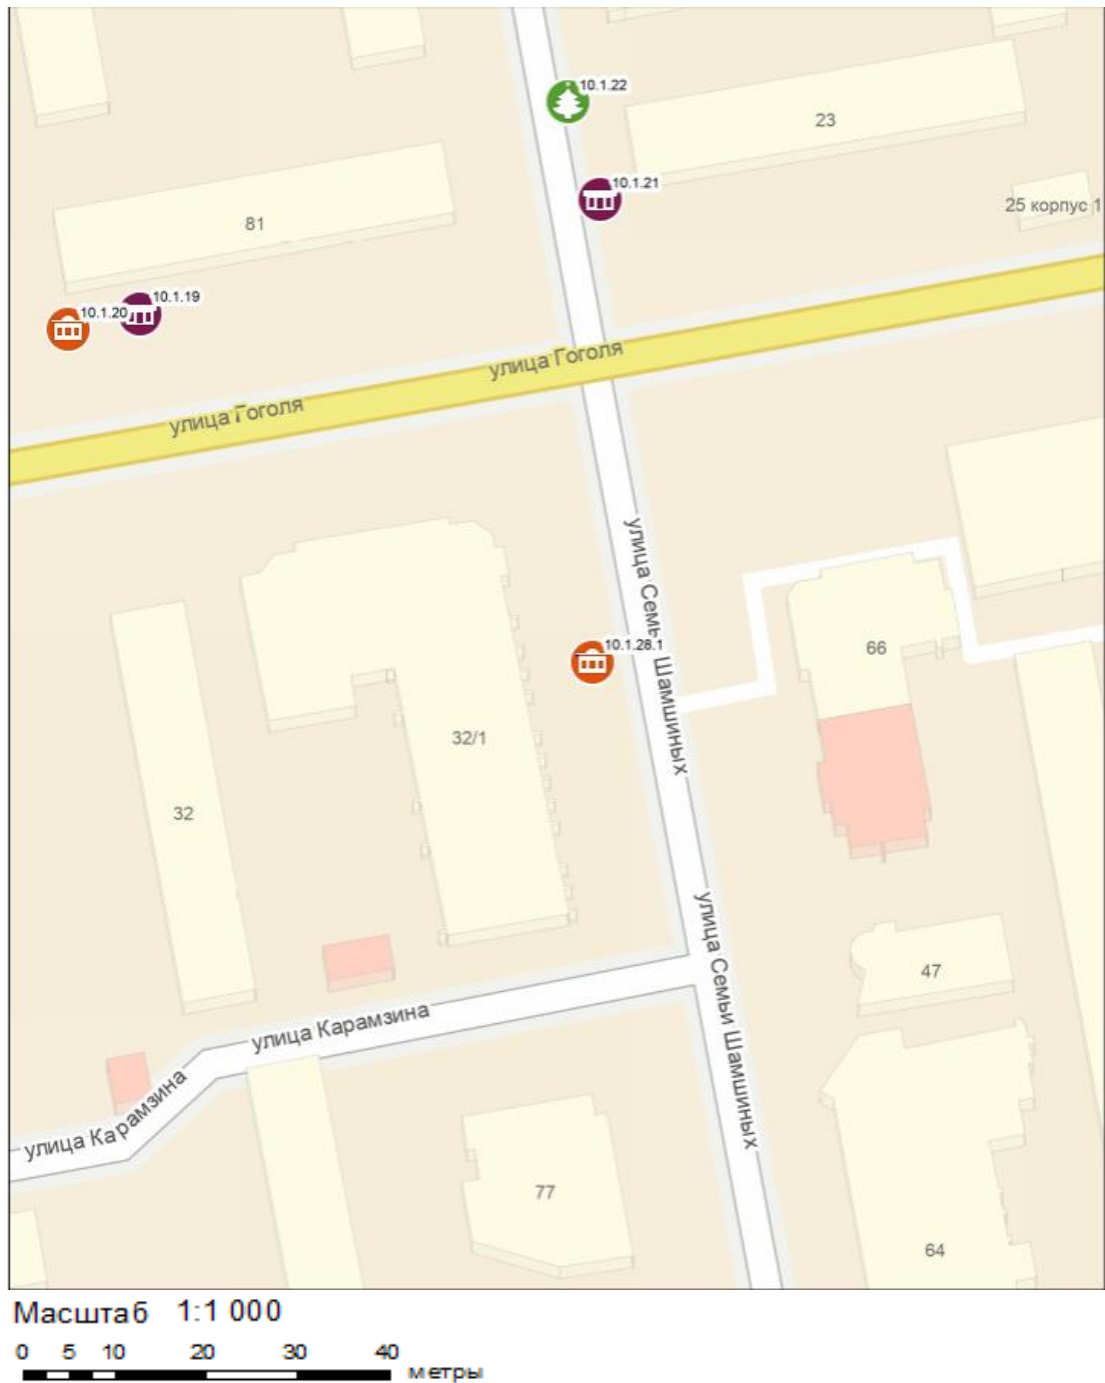 10.1.22
23
10.1.21
25 корпус 1
81
10.1.19
10.1.20
улица Гоголя
улица Гоголя
улица Семьи Шамшиных
10.1.28.1
66
32/1
32
улица Семьи Шамшиных
47
улица Карамзина
улица Карамзина
77
64
Масштаб 1:1 000
0 5 10 20 30 40
метры